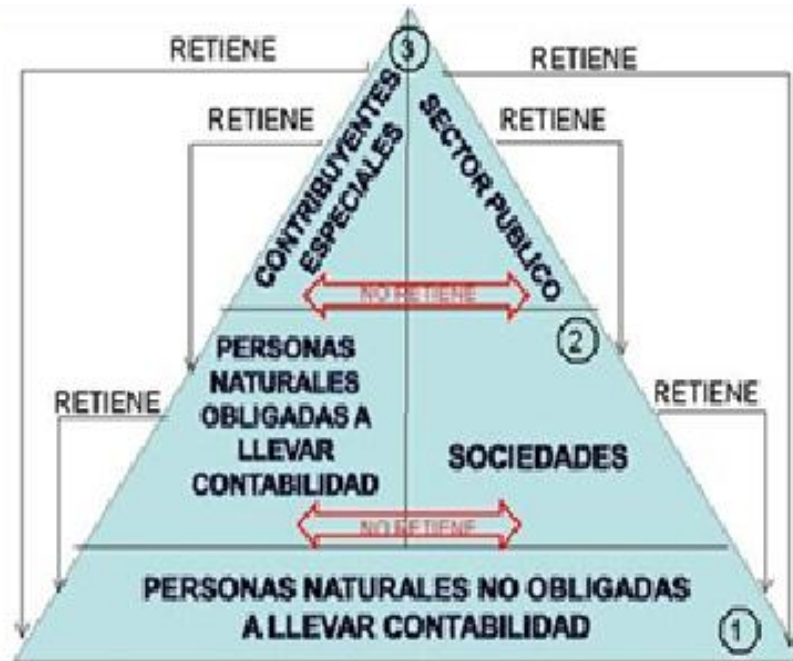 RETIENE
3
RETIENE
RETIENE
RETIENE
CONTRIBUYENTES
ESPECIALES
SECTOR PUBLICO
NO RETIENE
2
PERSONAS
NATURALES
OBLIGADAS A
LLEVAR
CONTABILIDAD
RETIENE
RETIENE
SOCIEDADES
NO RETIENE
PERSONAS NATURALES NO OBLIGADAS
A LLEVAR CONTABILIDAD
1